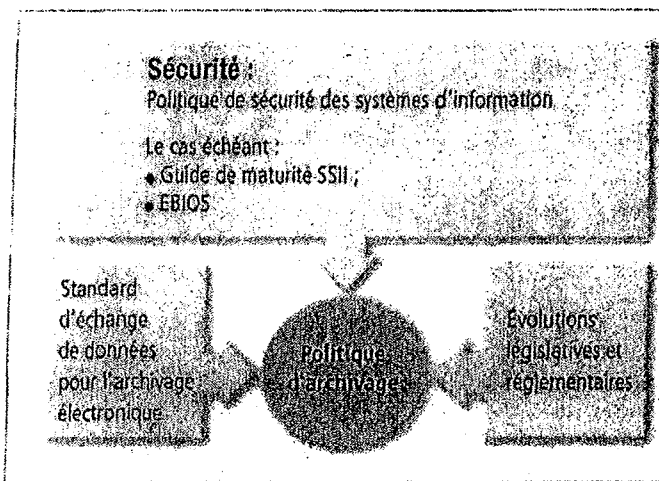 Sécurité :
Politique de sécurité des systèmes d'information
Le cas échéant :
• Guide de maturité SSII ;
• EBIOS
Standard
d'échange
de données
pour l'archivage
électronique
Politique
d'archivage
Évolutions
législatives et
réglementaires